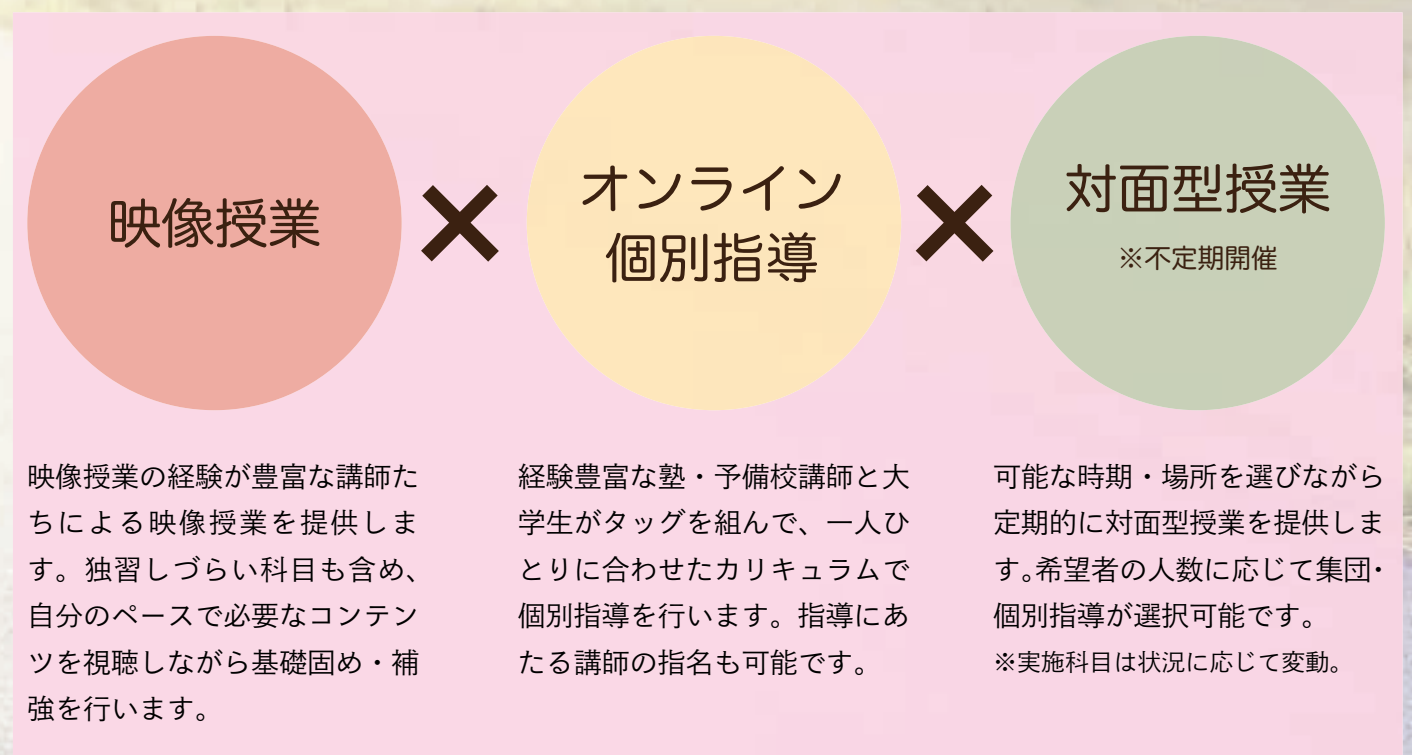 映像授業
×
オンライン
個別指導
×
対面型授業
※不定期開催
映像授業の経験が豊富な講師た
ちによる映像授業を提供しま
す。独習しづらい科目も含め、
自分のペースで必要なコンテン
ツを視聴しながら基礎固め・補
強を行います。
経験豊富な塾・予備校講師と大
学生がタッグを組んで、一人ひ
とりに合わせたカリキュラムで
個別指導を行います。指導にあ
たる講師の指名も可能です。
可能な時期・場所を選びながら
定期的に対面型授業を提供しま
す。希望者の人数に応じて集団・
個別指導が選択可能です。
※実施科目は状況に応じて変動。